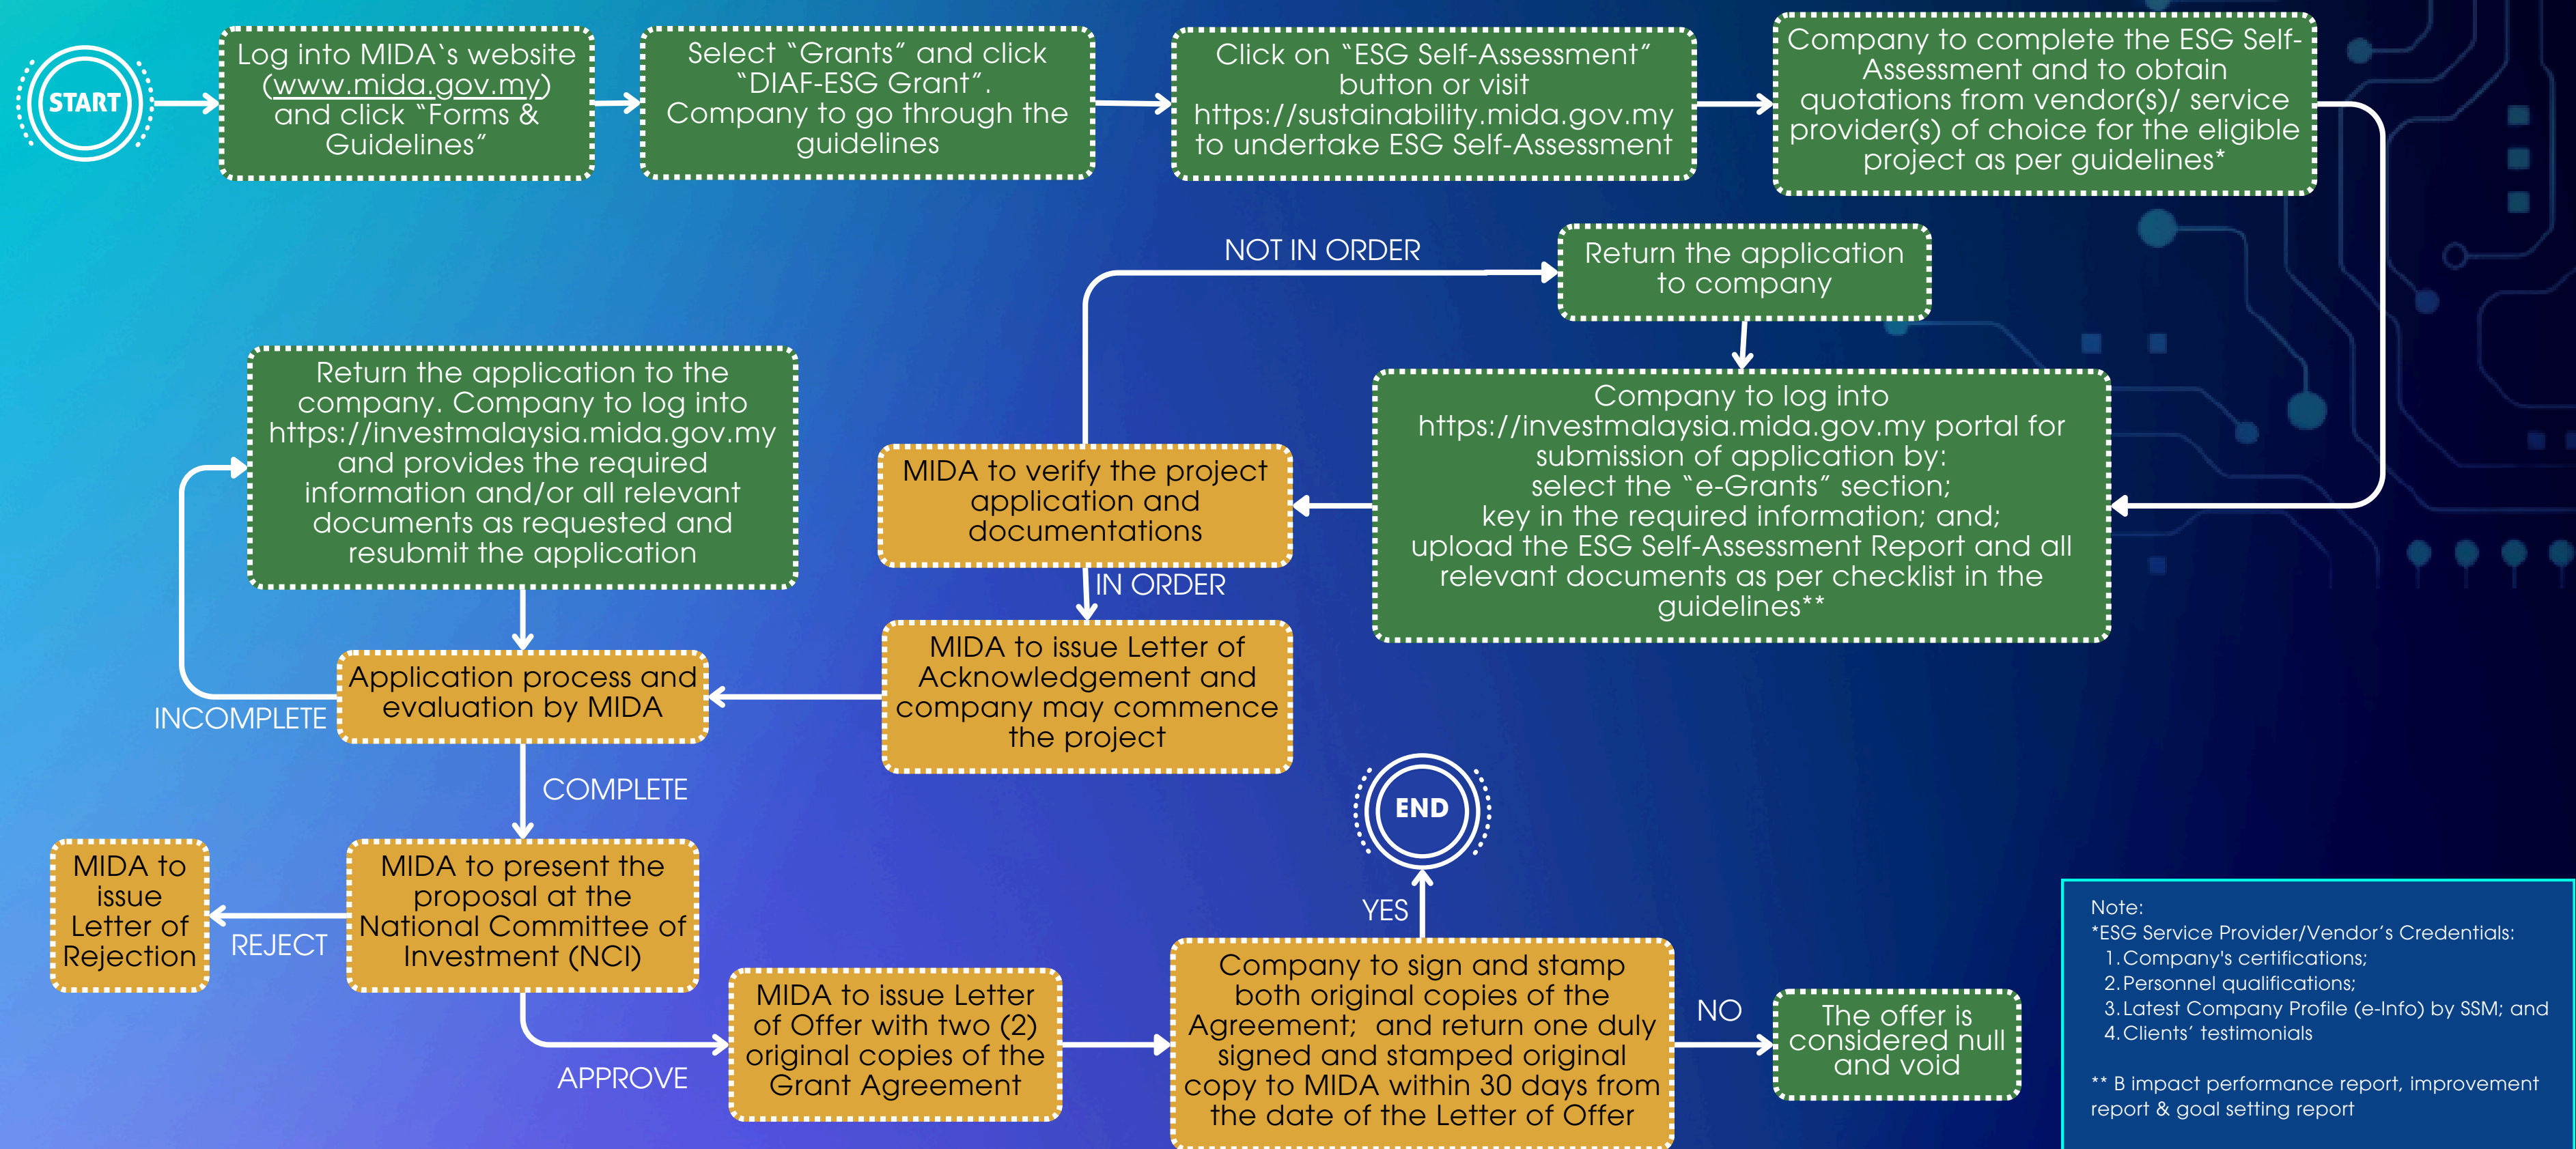 START
Log into MIDA`s website
(www.mida.gov.my)
and click “Forms &
Guidelines”
Select “Grants” and click
“DIAF-ESG Grant”.
Company to go through the
guidelines
Click on “ESG Self-Assessment”
button or visit
https://sustainability.mida.gov.my
to undertake ESG Self-Assessment
Company to complete the ESG Self-
Assessment and to obtain
quotations from vendor(s)/ service
provider(s) of choice for the eligible
project as per guidelines*
NOT IN ORDER
Return the application
to company
Company to log into
https://investmalaysia.mida.gov.my portal for
submission of application by:
select the “e-Grants” section;
key in the required information; and;
upload the ESG Self-Assessment Report and all
relevant documents as per checklist in the
guidelines**
MIDA to verify the project
application and
documentations
IN ORDER
MIDA to issue Letter of
Acknowledgement and
company may commence
the project
Return the application to the
company. Company to log into
https://investmalaysia.mida.gov.my
and provides the required
information and/or all relevant
documents as requested and
resubmit the application
Application process and
evaluation by MIDA
INCOMPLETE
COMPLETE
MIDA to present the
proposal at the
National Committee of
Investment (NCI)
REJECT
MIDA to
issue
Letter of
Rejection
APPROVE
MIDA to issue Letter
of Offer with two (2)
original copies of the
Grant Agreement
Company to sign and stamp
both original copies of the
Agreement; and return one duly
signed and stamped original
copy to MIDA within 30 days from
the date of the Letter of Offer
YES
END
NO
The offer is
considered null
and void
Note:
*ESG Service Provider/Vendor’s Credentials:
1. Company's certifications;
2. Personnel qualifications;
3. Latest Company Profile (e-Info) by SSM; and
4. Clients’ testimonials
** B impact performance report, improvement
report & goal setting report